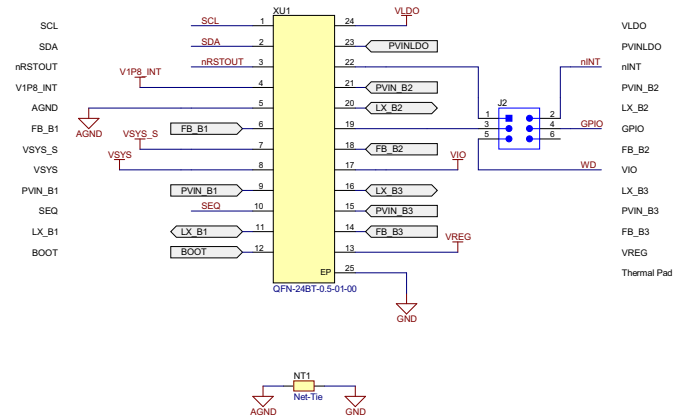 XU1
VLDO
SCL SCL 1 24 VLDO
SDA SDA 2 23 PVINLDO PVINLDO
nRSTOUT nRSTOUT 3 22 nINT nINT
V1P8_INT V1P8_INT 4 21 PVIN_B2 J2 PVIN_B2
AGND 5 20 LX_B2 1 2 LX_B2
AGND
FB_B1 FB_B1 6 19 3 4 GPIO GPIO
VSYS_S VSYS_S 7 18 FB_B2 5 6 FB_B2
VSYS VSYS 8 17 VIO WD VIO
PVIN_B1 PVIN_B1 9 16 LX_B3 LX_B3
SEQ SEQ 10 15 PVIN_B3 PVIN_B3
LX_B1 LX_B1 11 14 FB_B3 FB_B3
BOOT BOOT 12 13 VREG VREG
EP 25 Thermal Pad
QFN-24BT-0.5-01-00
GND
NT1
Net-Tie
AGND GND